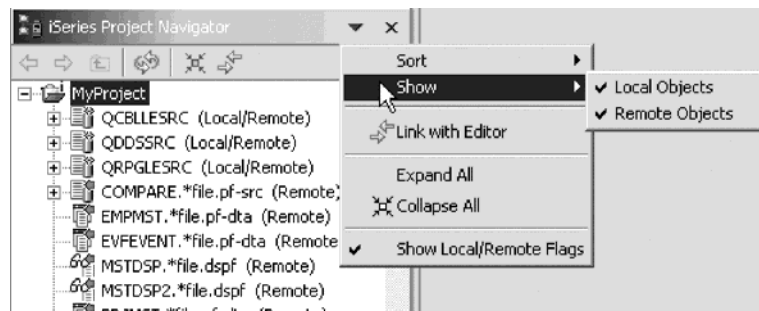 iSeries Project Navigator
MyProject
QCBLLESRC (Local/Remote)
QDDSSRC (Local/Remote)
QRPGLESRC (Local/Remote)
COMPARE.*file.pf-src (Remote)
EMPMST.*file.pf-dta (Remote)
EVFEVENT.*file.pf-dta (Remote
MSTDSP.*file.dspf (Remote)
MSTDSP2.*file.dspf (Remote)
Sort
Show
Link with Editor
Expand All
Collapse All
Show Local/Remote Flags
Local Objects
Remote Objects